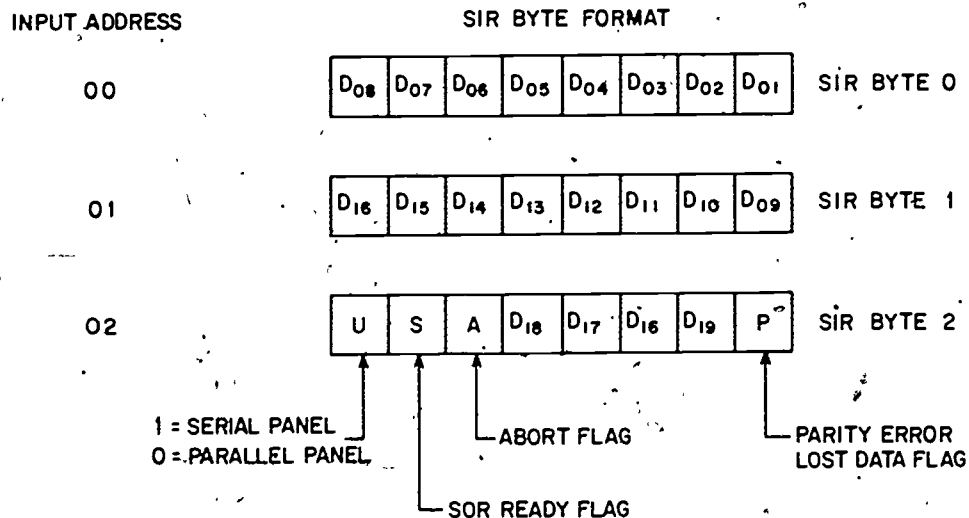 INPUT ADDRESS SIR BYTE FORMAT
00 D08 D07 D06 D05 D04 D03 D02 D01 SIR BYTE 0
01 D16 D15 D14 D13 D12 D11 D10 D09 SIR BYTE 1
02 U S A D18 D17 D16 D19 P SIR BYTE 2
1 = SERIAL PANEL
0 = PARALLEL PANEL
ABORT FLAG
PARITY ERROR
LOST DATA FLAG
SOR READY FLAG